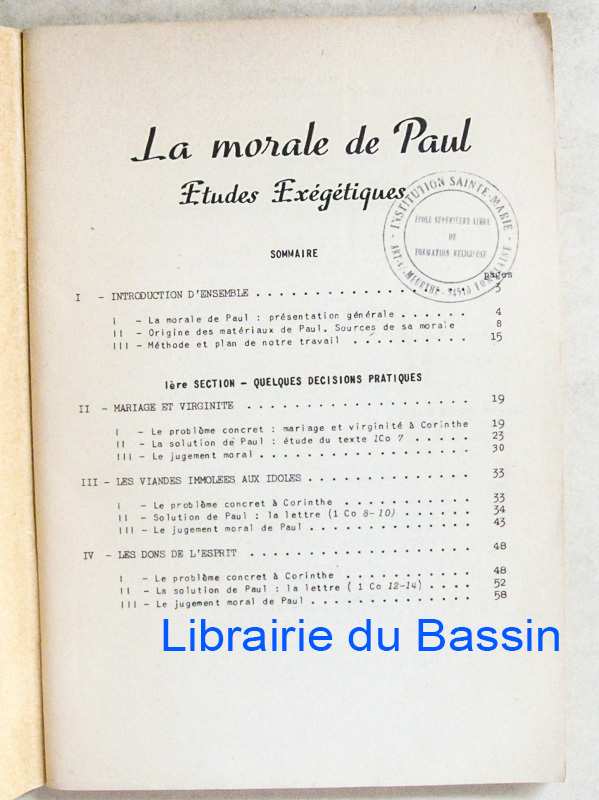 La morale de Paul
Etudes Exégétiques
INSTITUTION SAINTE-MARIE
ECOLE SUPÉRIEURE LIBRE
DE
FORMATION RELIGIEUSE
SOMMAIRE
pages
I - INTRODUCTION D'ENSEMBLE . . . . . . . . . . . . . . . 3
I - La morale de Paul : présentation générale . . . . . . 4
II - Origine des matériaux de Paul. Sources de sa morale 8
III - Méthode et plan de notre travail . . . . . . . . . . 15
Ière SECTION - QUELQUES DECISIONS PRATIQUES
II - MARIAGE ET VIRGINITE . . . . . . . . . . . . . . . . 19
I - Le problème concret : mariage et virginité à Corinthe 19
II - La solution de Paul : étude du texte 1Co 7 . . . . . 23
III - Le jugement moral . . . . . . . . . . . . . . . . . 30
III - LES VIANDES IMMOLEES AUX IDOLES . . . . . . . . . . . 33
I - Le problème concret à Corinthe . . . . . . . . . . . 33
II - Solution de Paul : la lettre (1 Co 8-10) . . . . . . 34
III - Le jugement moral de Paul . . . . . . . . . . . . . 43
IV - LES DONS DE L'ESPRIT . . . . . . . . . . . . . . . . 48
I - Le problème concret à Corinthe . . . . . . . . . . . 48
II - La solution de Paul : la lettre ( 1 Co 12-14) . . . . 52
III - Le jugement moral de Paul . . . . . . . . . . . . . 58
Librairie du Bassin